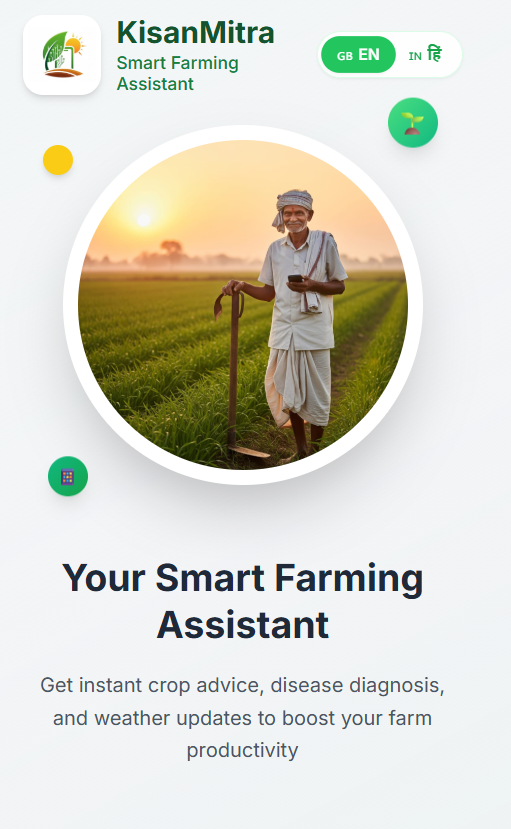 KisanMitra
Smart Farming
Assistant
GB EN
IN हिं
Your Smart Farming
Assistant
Get instant crop advice, disease diagnosis,
and weather updates to boost your farm
productivity